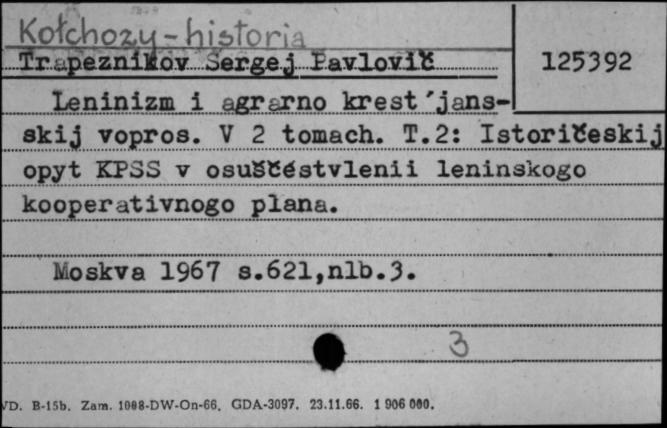 Kołchozy - historia
Trapeznikov Sergej Pavlovič
125392
Leninizm i agrarno krest´jans-
skij vopros. V 2 tomach. T.2: Istoričeskij
opyt KPSS v osuščéstvlenii leninskogo
kooperativnogo plana.
Moskva 1967 s.621,nlb.3.
3
VD. B-15b. Zam. 1088-DW-On-66. GDA-3097. 23.11.66. 1 906 000.